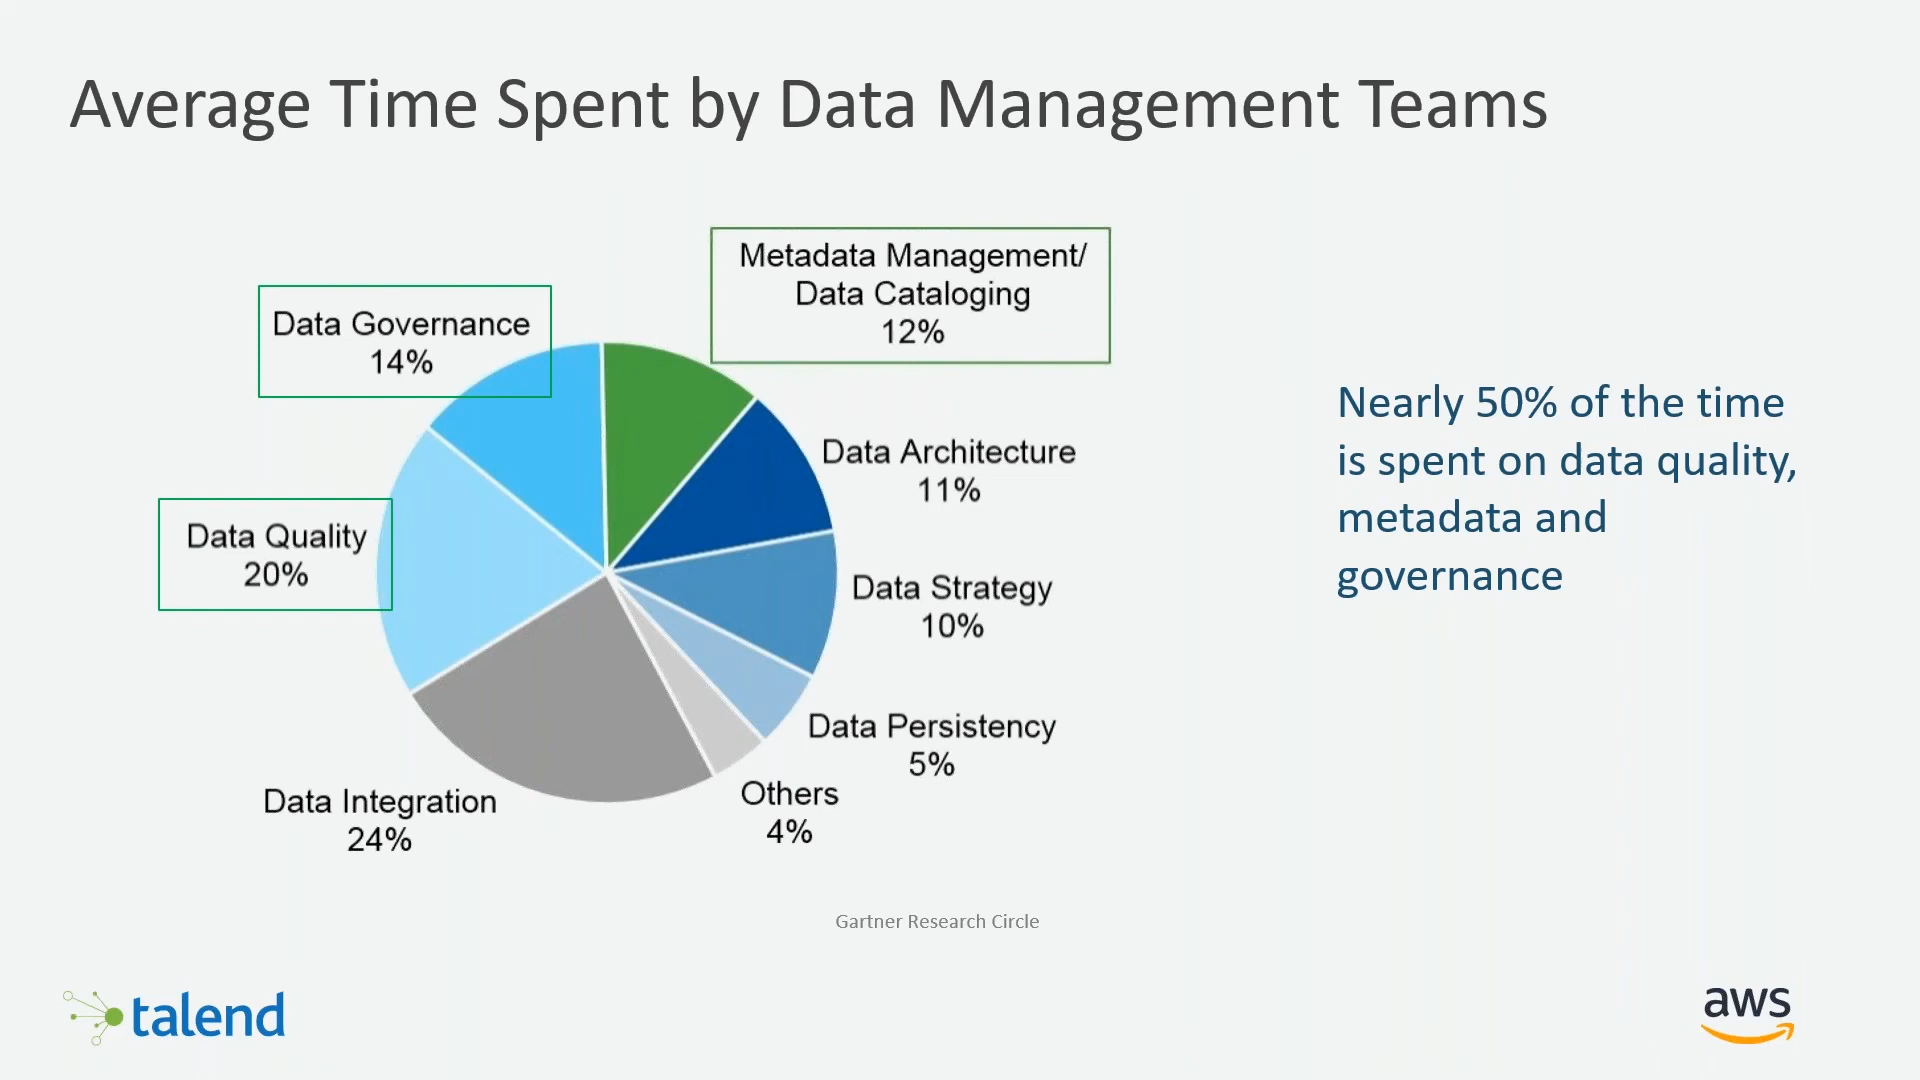 Average Time Spent by Data Management Teams
Metadata Management/
Data Cataloging
12%
Data Governance
14%
Data Architecture
11%
Data Quality
20%
Data Strategy
10%
Data Persistency
5%
Others
4%
Data Integration
24%
Nearly 50% of the time
is spent on data quality,
metadata and
governance
Gartner Research Circle
talend
aws